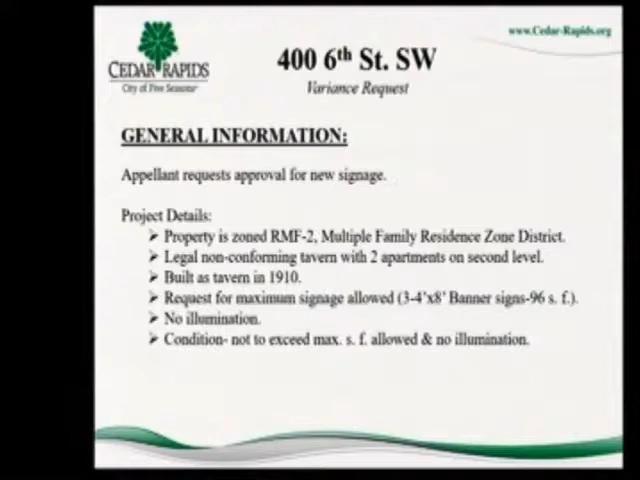 www.Cedar-Rapids.org
CEDAR RAPIDS
City of Five Seasons
400 6th St. SW
Variance Request
GENERAL INFORMATION:
Appellant requests approval for new signage.
Project Details:
➢ Property is zoned RMF-2, Multiple Family Residence Zone District.
➢ Legal non-conforming tavern with 2 apartments on second level.
➢ Built as tavern in 1910.
➢ Request for maximum signage allowed (3-4'x8' Banner signs-96 s. f.).
➢ No illumination.
➢ Condition- not to exceed max. s. f. allowed & no illumination.